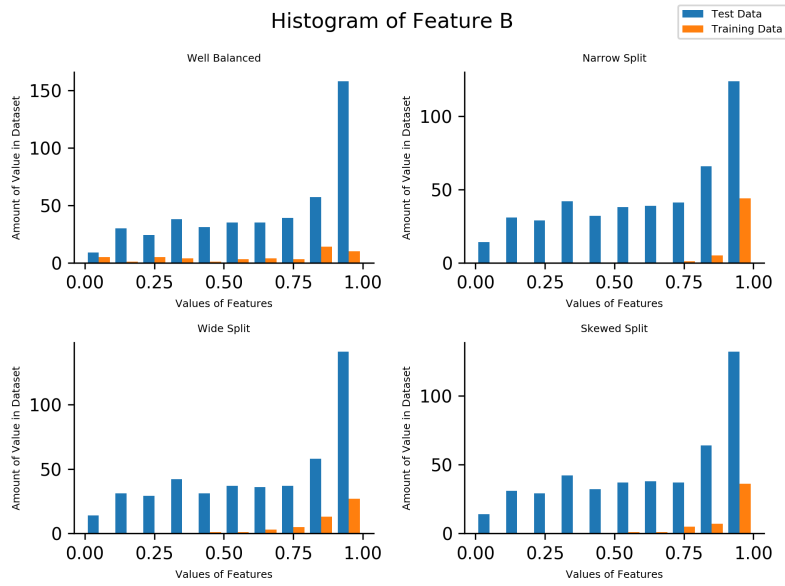 Histogram of Feature B
Test Data
Training Data
Well Balanced
Amount of Value in Dataset
150
100
50
0
0.00 0.25 0.50 0.75 1.00
Values of Features
Narrow Split
Amount of Value in Dataset
100
50
0
0.00 0.25 0.50 0.75 1.00
Values of Features
Wide Split
Amount of Value in Dataset
100
50
0
0.00 0.25 0.50 0.75 1.00
Values of Features
Skewed Split
Amount of Value in Dataset
100
50
0
0.00 0.25 0.50 0.75 1.00
Values of Features